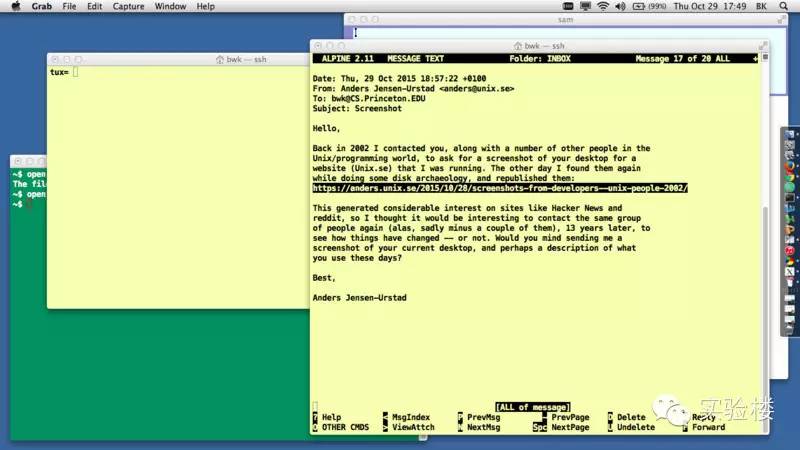 Grab File Edit Capture Window Help (99%) Thu Oct 29 17:49 BK
sam
bwk — ssh
bwk — ssh
tux=
~$ open
The file
~$ open
~$
ALPINE 2.11 MESSAGE TEXT Folder: INBOX Message 17 of 20 ALL +
Date: Thu, 29 Oct 2015 18:57:22 +0100
From: Anders Jensen-Urstad <anders@unix.se>
To: bwk@CS.Princeton.EDU
Subject: Screenshot
Hello,
Back in 2002 I contacted you, along with a number of other people in the
Unix/programming world, to ask for a screenshot of your desktop for a
website (Unix.se) that I was running. The other day I found them again
while doing some disk archaeology, and republished them:
https://anders.unix.se/2015/10/28/screenshots-from-developers--unix-people-2002/
This generated considerable interest on sites like Hacker News and
reddit, so I thought it would be interesting to contact the same group
of people again (alas, sadly minus a couple of them), 13 years later, to
see how things have changed -- or not. Would you mind sending me a
screenshot of your current desktop, and perhaps a description of what
you use these days?
Best,
Anders Jensen-Urstad
[ALL of message]
? Help < MsgIndex P PrevMsg - PrevPage D Delete R Reply
O OTHER CMDS > ViewAttch N NextMsg Spc NextPage U Undelete F Forward
实验楼